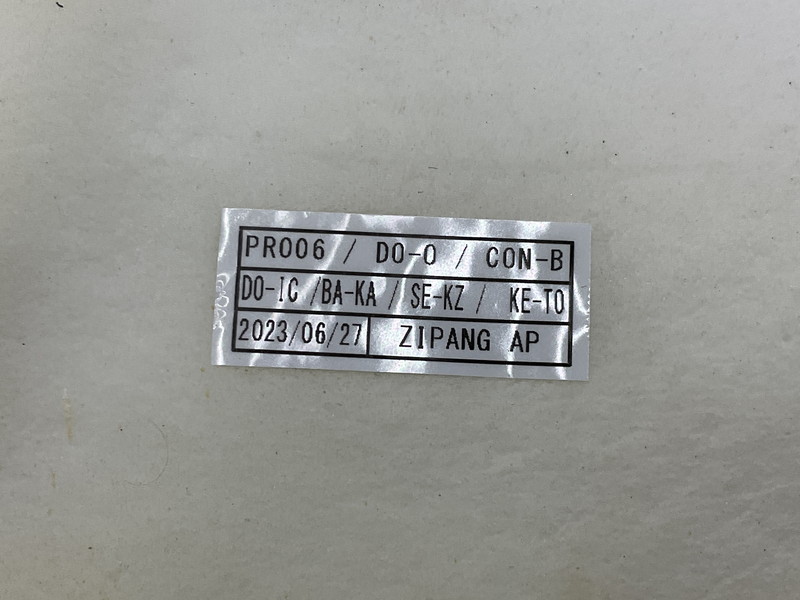 PR006 / DO-O / CON-B
DO-IC /BA-KA / SE-KZ / KE-TO
2023/06/27 ZIPANG AP